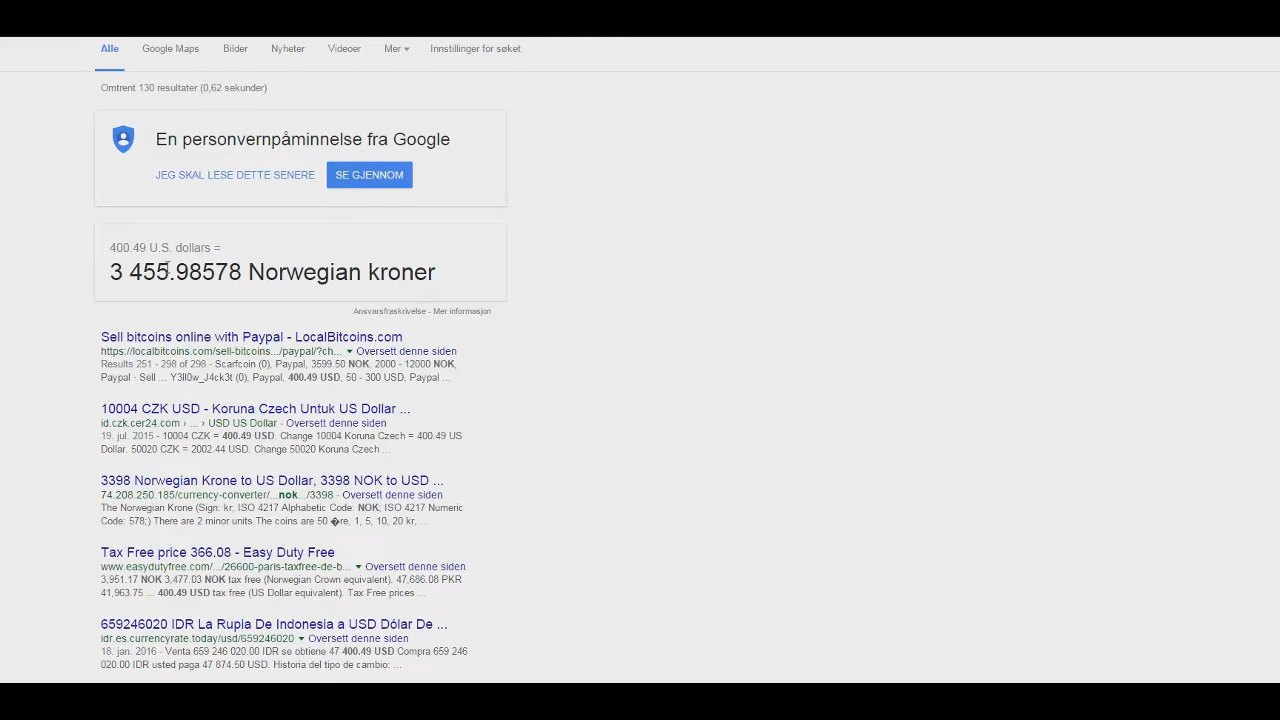 Alle Google Maps Bilder Nyheter Videoer Mer Innstillinger for søket
Omtrent 130 resultater (0,62 sekunder)
En personvernpåminnelse fra Google
JEG SKAL LESE DETTE SENERE SE GJENNOM
400.49 U.S. dollars =
3 455.98578 Norwegian kroner
Ansvarsfraskrivelse - Mer informasjon
Sell bitcoins online with Paypal - LocalBitcoins.com
https://localbitcoins.com/sell-bitcoins.../paypal/?ch... Oversett denne siden
Results 251 - 298 of 298 - Scarfcoin (0), Paypal, 3599.50 NOK, 2000 - 12000 NOK,
Paypal · Sell ... Y3ll0w_J4ck3t (0), Paypal, 400.49 USD, 50 - 300 USD, Paypal ...
10004 CZK USD - Koruna Czech Untuk US Dollar ...
id.czk.cer24.com › ... › USD US Dollar - Oversett denne siden
19. jul. 2015 - 10004 CZK = 400.49 USD. Change 10004 Koruna Czech = 400.49 US
Dollar. 50020 CZK = 2002.44 USD. Change 50020 Koruna Czech ...
3398 Norwegian Krone to US Dollar, 3398 NOK to USD ...
74.208.250.185/currency-converter/...nok.../3398 - Oversett denne siden
The Norwegian Krone (Sign: kr; ISO 4217 Alphabetic Code: NOK; ISO 4217 Numeric
Code: 578;) There are 2 minor units.The coins are 50 �re, 1, 5, 10, 20 kr, ...
Tax Free price 366.08 - Easy Duty Free
www.easydutyfree.com/.../26600-paris-taxfree-de-b... Oversett denne siden
3,951.17 NOK 3,477.03 NOK tax free (Norwegian Crown equivalent). 47,686.08 PKR
41,963.75 ... 400.49 USD tax free (US Dollar equivalent). Tax Free prices ...
659246020 IDR La Rupia De Indonesia a USD Dólar De ...
idr.es.currencyrate.today/usd/659246020 Oversett denne siden
18. jan. 2016 - Venta 659 246 020.00 IDR se obtiene 47 400.49 USD Compra 659 246
020.00 IDR usted paga 47 874.50 USD. Historia del tipo de cambio: ...